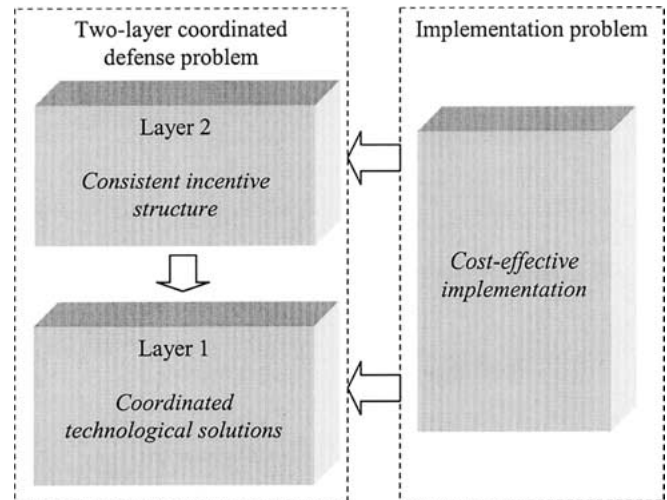 Two-layer coordinated
defense problem
Layer 2
Consistent incentive
structure
Layer 1
Coordinated
technological solutions
Implementation problem
Cost-effective
implementation